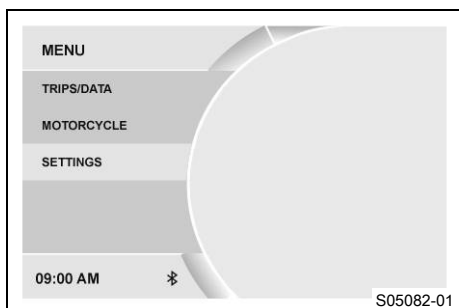 MENU
TRIPS/DATA
MOTORCYCLE
SETTINGS
09:00 AM
S05082-01